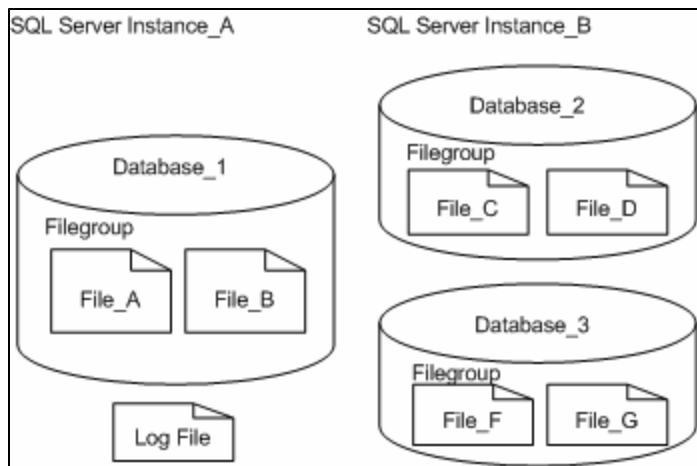 SQL Server Instance_A
Database_1
Filegroup
File_A
File_B
Log File
SQL Server Instance_B
Database_2
Filegroup
File_C
File_D
Database_3
Filegroup
File_F
File_G